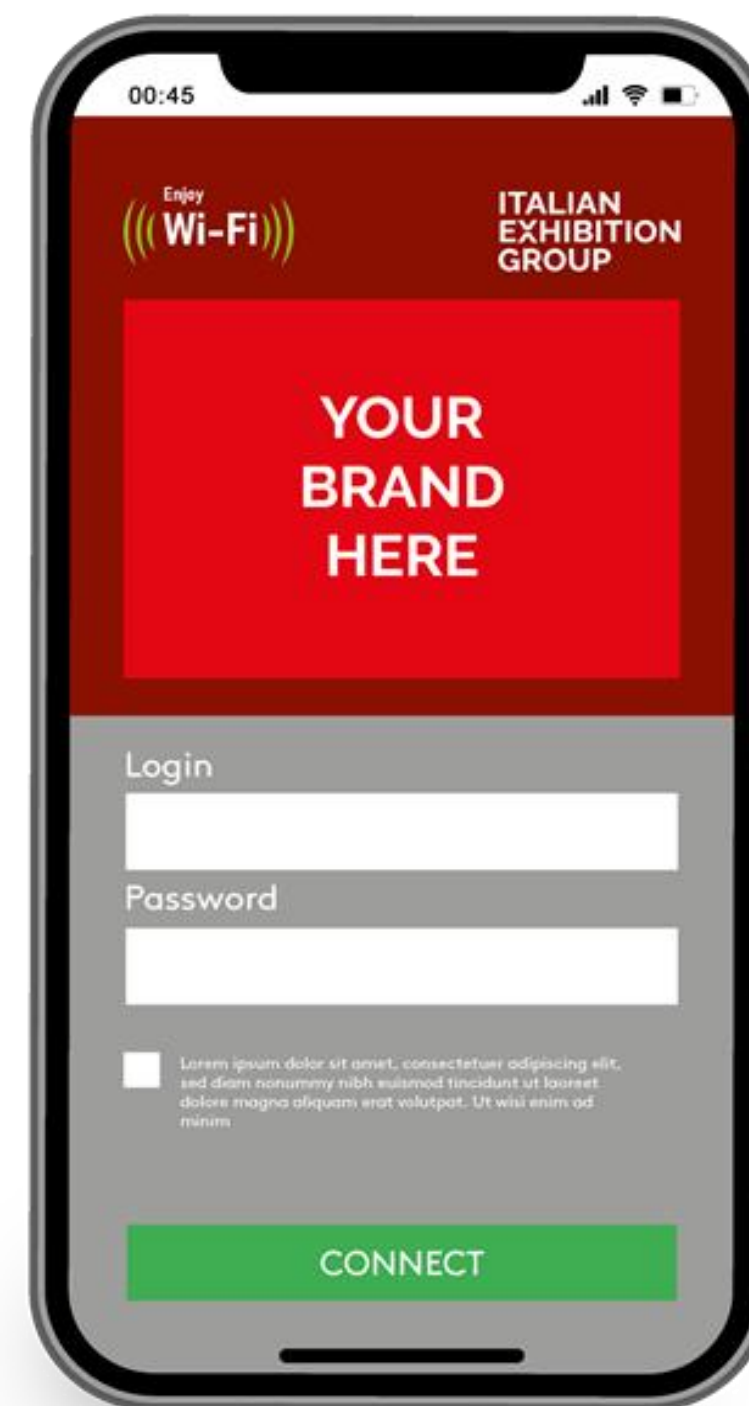 00:45
Enjoy
Wi-Fi
ITALIAN
EXHIBITION
GROUP
YOUR
BRAND
HERE
Login
Password
Lorem ipsum dolor sit amet, consectetuer adipiscing elit,
sed diam nonummy nibh euismod tincidunt ut laoreet
dolore magna aliquam erat volutpat. Ut wisi enim ad
minim
CONNECT